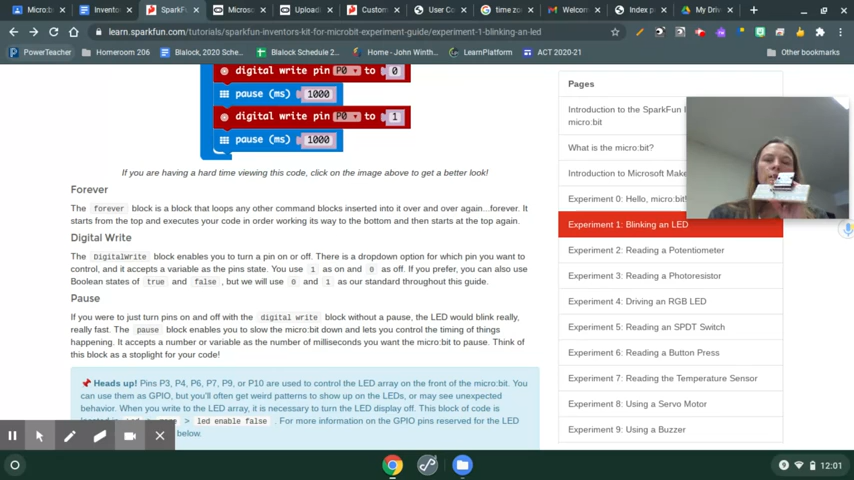 Micro:b
Invento
SparkF
Micros
Uploadi
Custom
User Co
time zo
Welcom
Index p
My Driv
learn.sparkfun.com/tutorials/sparkfun-inventors-kit-for-microbit-experiment-guide/experiment-1-blinking-an-led
PowerTeacher
Homeroom 206
Bialock, 2020 Sche
Bialock Schedule 2
Home - John Winth
LearnPlatform
ACT 2020-21
Other bookmarks
digital write pin P0 to 0
pause (ms) 1000
digital write pin P0 to 1
pause (ms) 1000
If you are having a hard time viewing this code, click on the image above to get a better look!
Forever
The forever block is a block that loops any other command blocks inserted into it over and over again...forever. It
starts from the top and executes your code in order working its way to the bottom and then starts at the top again.
Digital Write
The DigitalWrite block enables you to turn a pin on or off. There is a dropdown option for which pin you want to
control, and it accepts a variable as the pins state. You use 1 as on and 0 as off. If you prefer, you can also use
Boolean states of true and false, but we will use 0 and 1 as our standard throughout this guide.
Pause
If you were to just turn pins on and off with the digital write block without a pause, the LED would blink really,
really fast. The pause block enables you to slow the micro:bit down and lets you control the timing of things
happening. It accepts a number or variable as the number of milliseconds you want the micro:bit to pause. Think of
this block as a stoplight for your code!
Heads up! Pins P3, P4, P6, P7, P9, or P10 are used to control the LED array on the front of the micro:bit. You
can use them as GPIO, but you'll often get weird patterns to show up on the LEDs, or may see unexpected
behavior. When you write to the LED array, it is necessary to turn the LED display off. This block of code is
> led enable false . For more information on the GPIO pins reserved for the LED
below.
Pages
Introduction to the SparkFun I
micro:bit
What is the micro:bit?
Introduction to Microsoft Make
Experiment 0: Hello, micro:bit!
Experiment 1: Blinking an LED
Experiment 2: Reading a Potentiometer
Experiment 3: Reading a Photoresistor
Experiment 4: Driving an RGB LED
Experiment 5: Reading an SPDT Switch
Experiment 6: Reading a Button Press
Experiment 7: Reading the Temperature Sensor
Experiment 8: Using a Servo Motor
Experiment 9: Using a Buzzer
12:01